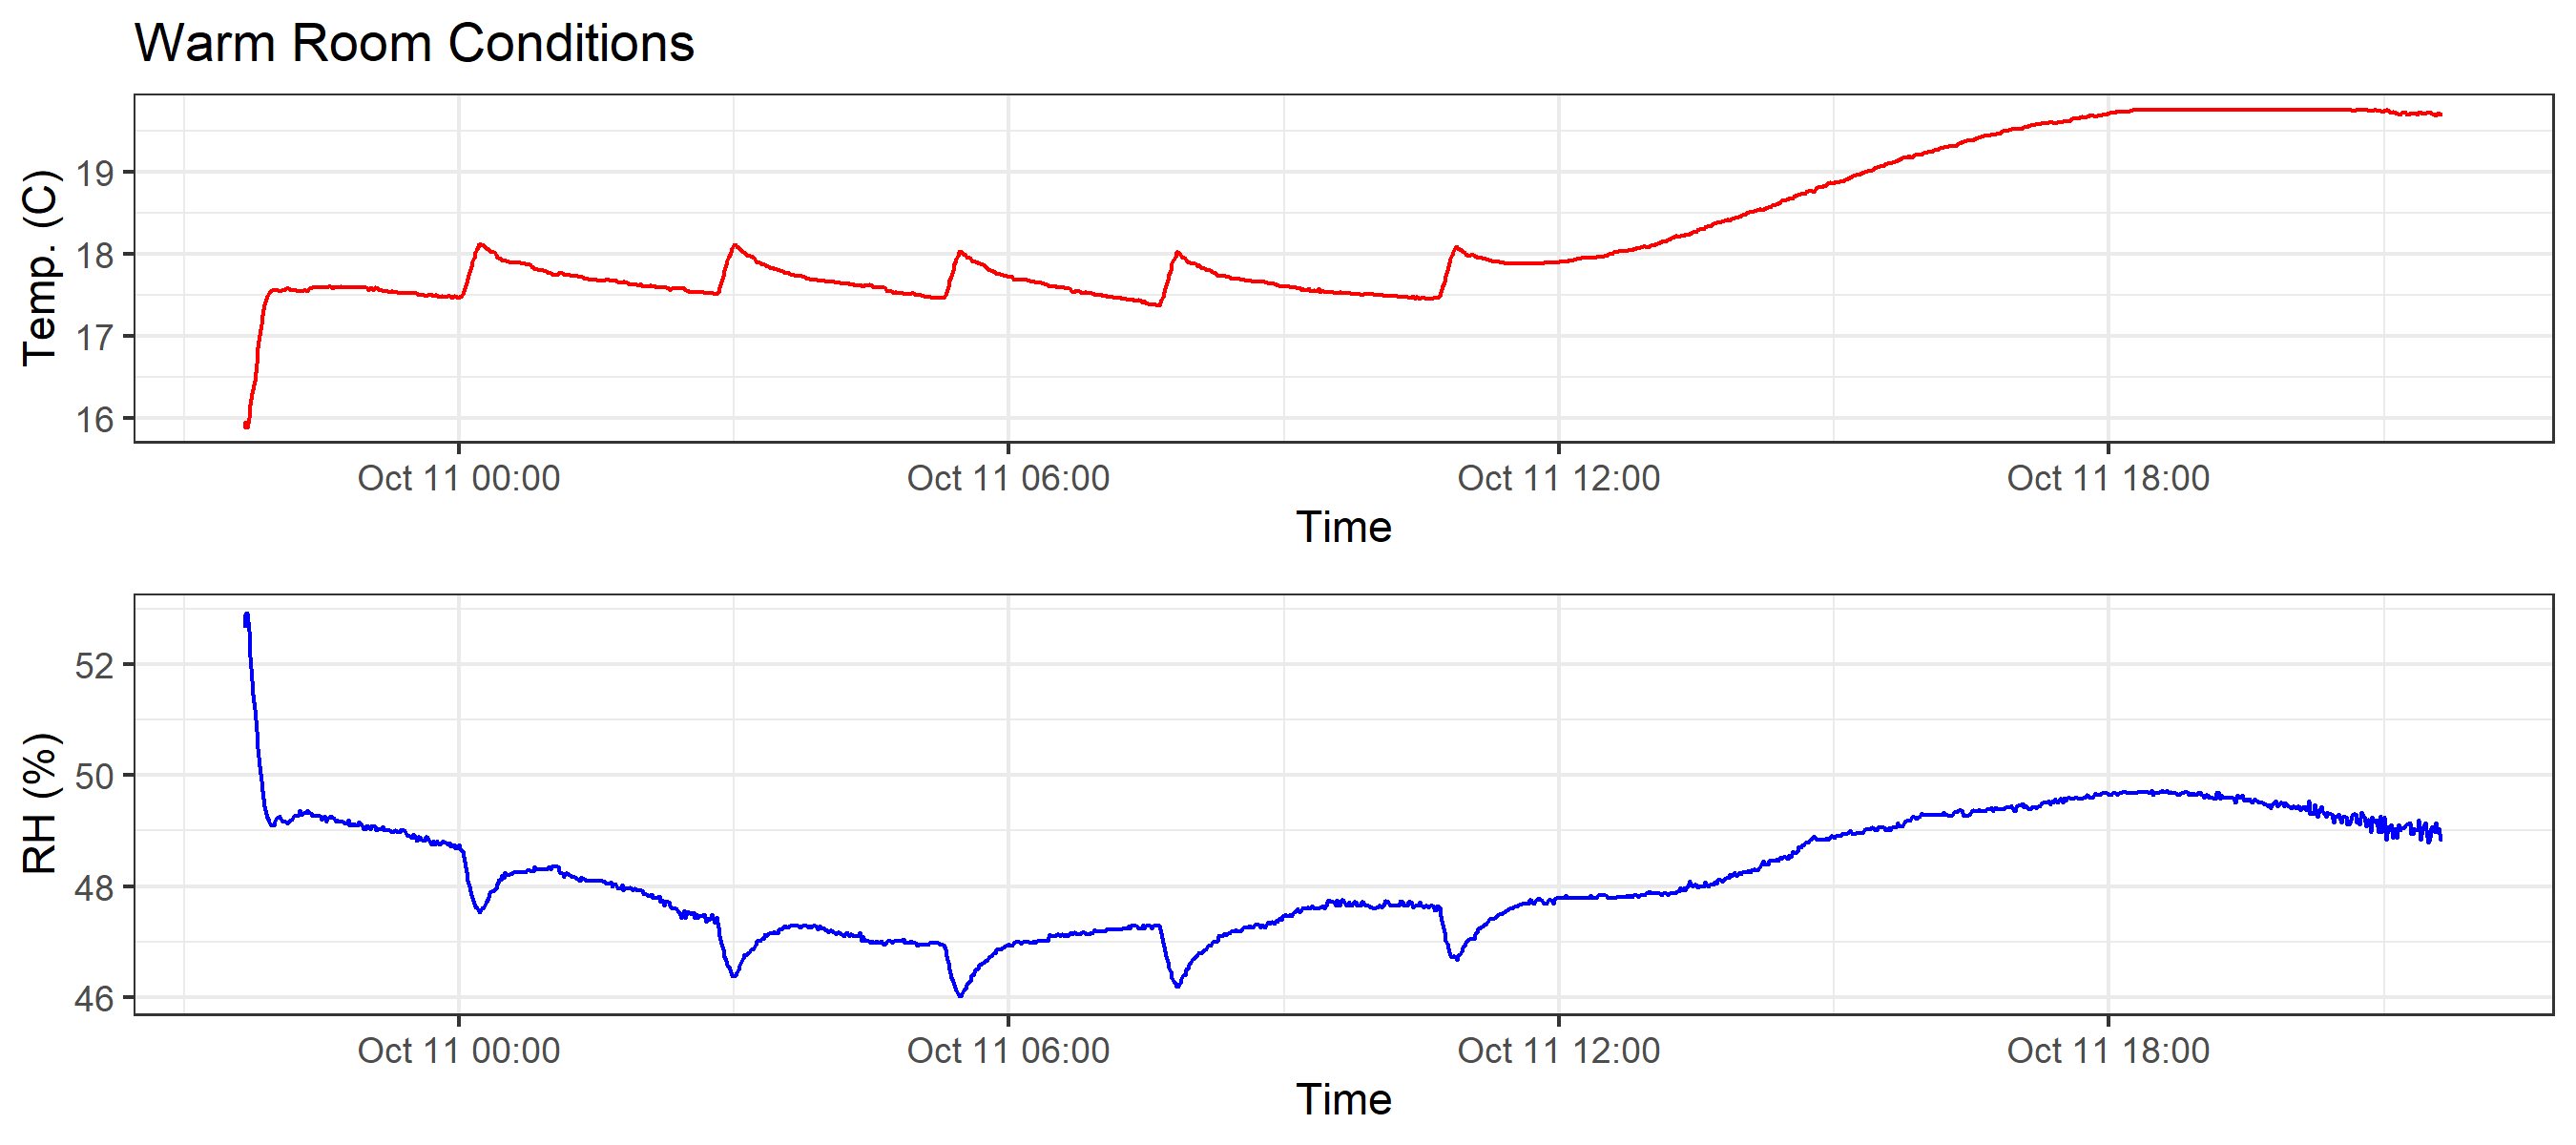 Warm Room Conditions
Temp. (C)
19
18
17
16
Oct 11 00:00 Oct 11 06:00 Oct 11 12:00 Oct 11 18:00
Time
RH (%)
52
50
48
46
Oct 11 00:00 Oct 11 06:00 Oct 11 12:00 Oct 11 18:00
Time